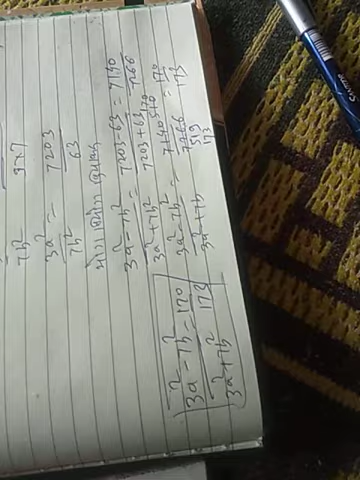 7b² 9×7
3a² = 7203
7b² 63
3a² - 7b² = 7203-63 = 7140
3a² + 7b² 7203+63 7266
3a² - 7b² = 7140 = 170
3a² + 7b² 7266 173
3a² - 7b² = 170
3a² + 7b² 173